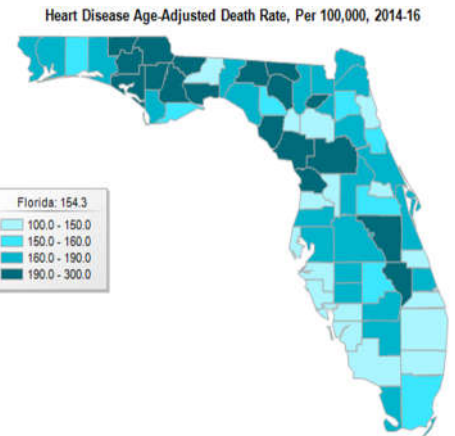 Heart Disease Age-Adjusted Death Rate, Per 100,000, 2014-16
Florida: 154.3
100.0 - 150.0
150.0 - 160.0
160.0 - 190.0
190.0 - 300.0